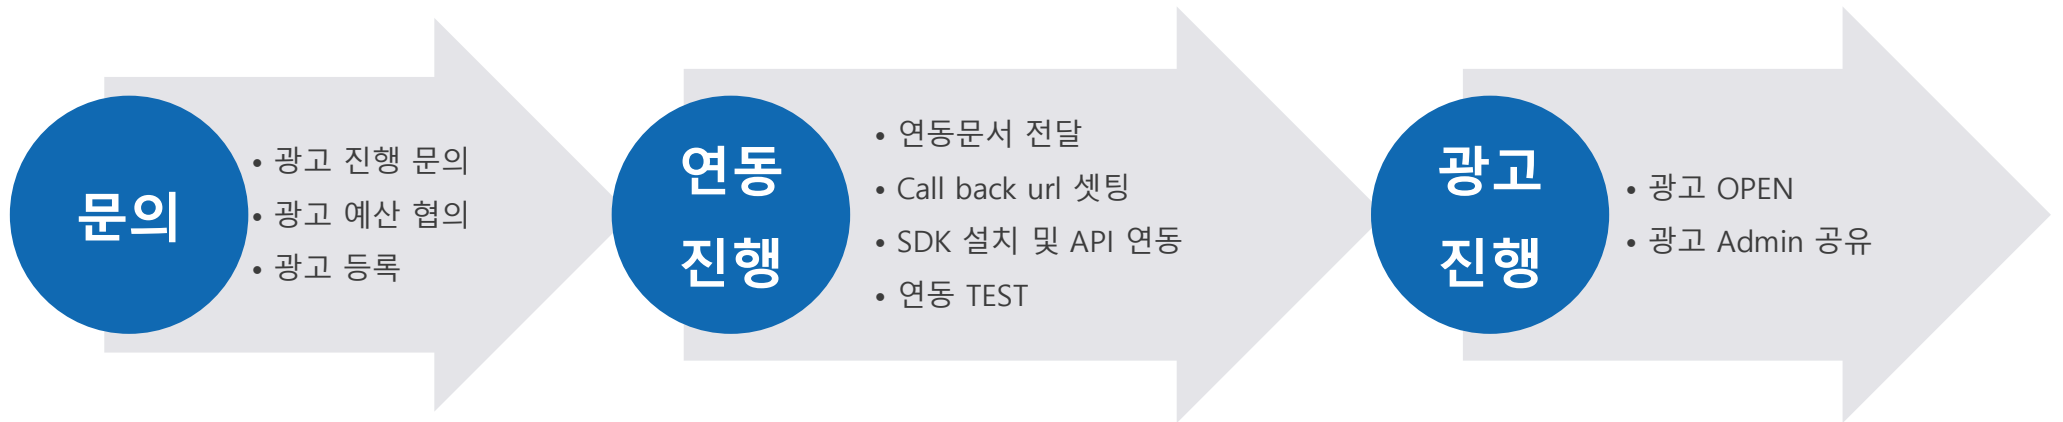 문의
• 광고 진행 문의
• 광고 예산 협의
• 광고 등록
연동
진행
• 연동문서 전달
• Call back url 셋팅
• SDK 설치 및 API 연동
• 연동 TEST
광고
진행
• 광고 OPEN
• 광고 Admin 공유